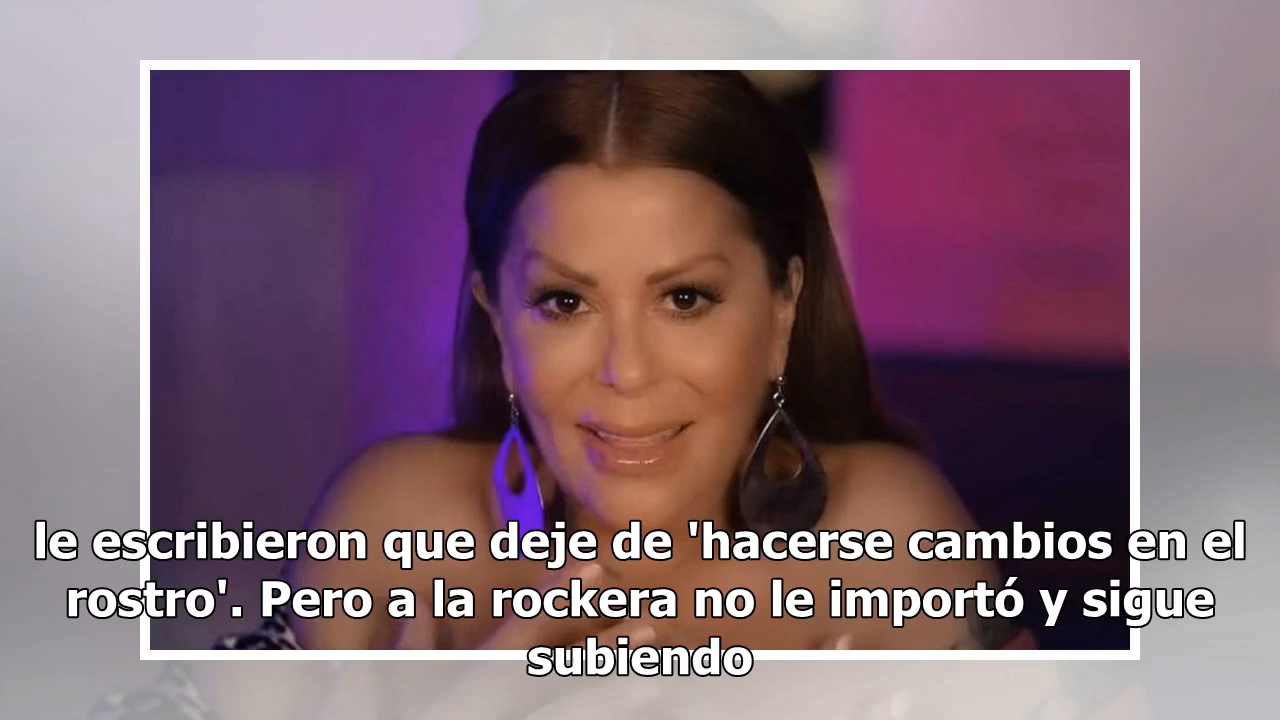 le escribieron que deje de 'hacerse cambios en el
rostro'. Pero a la rockera no le importó y sigue
subiendo